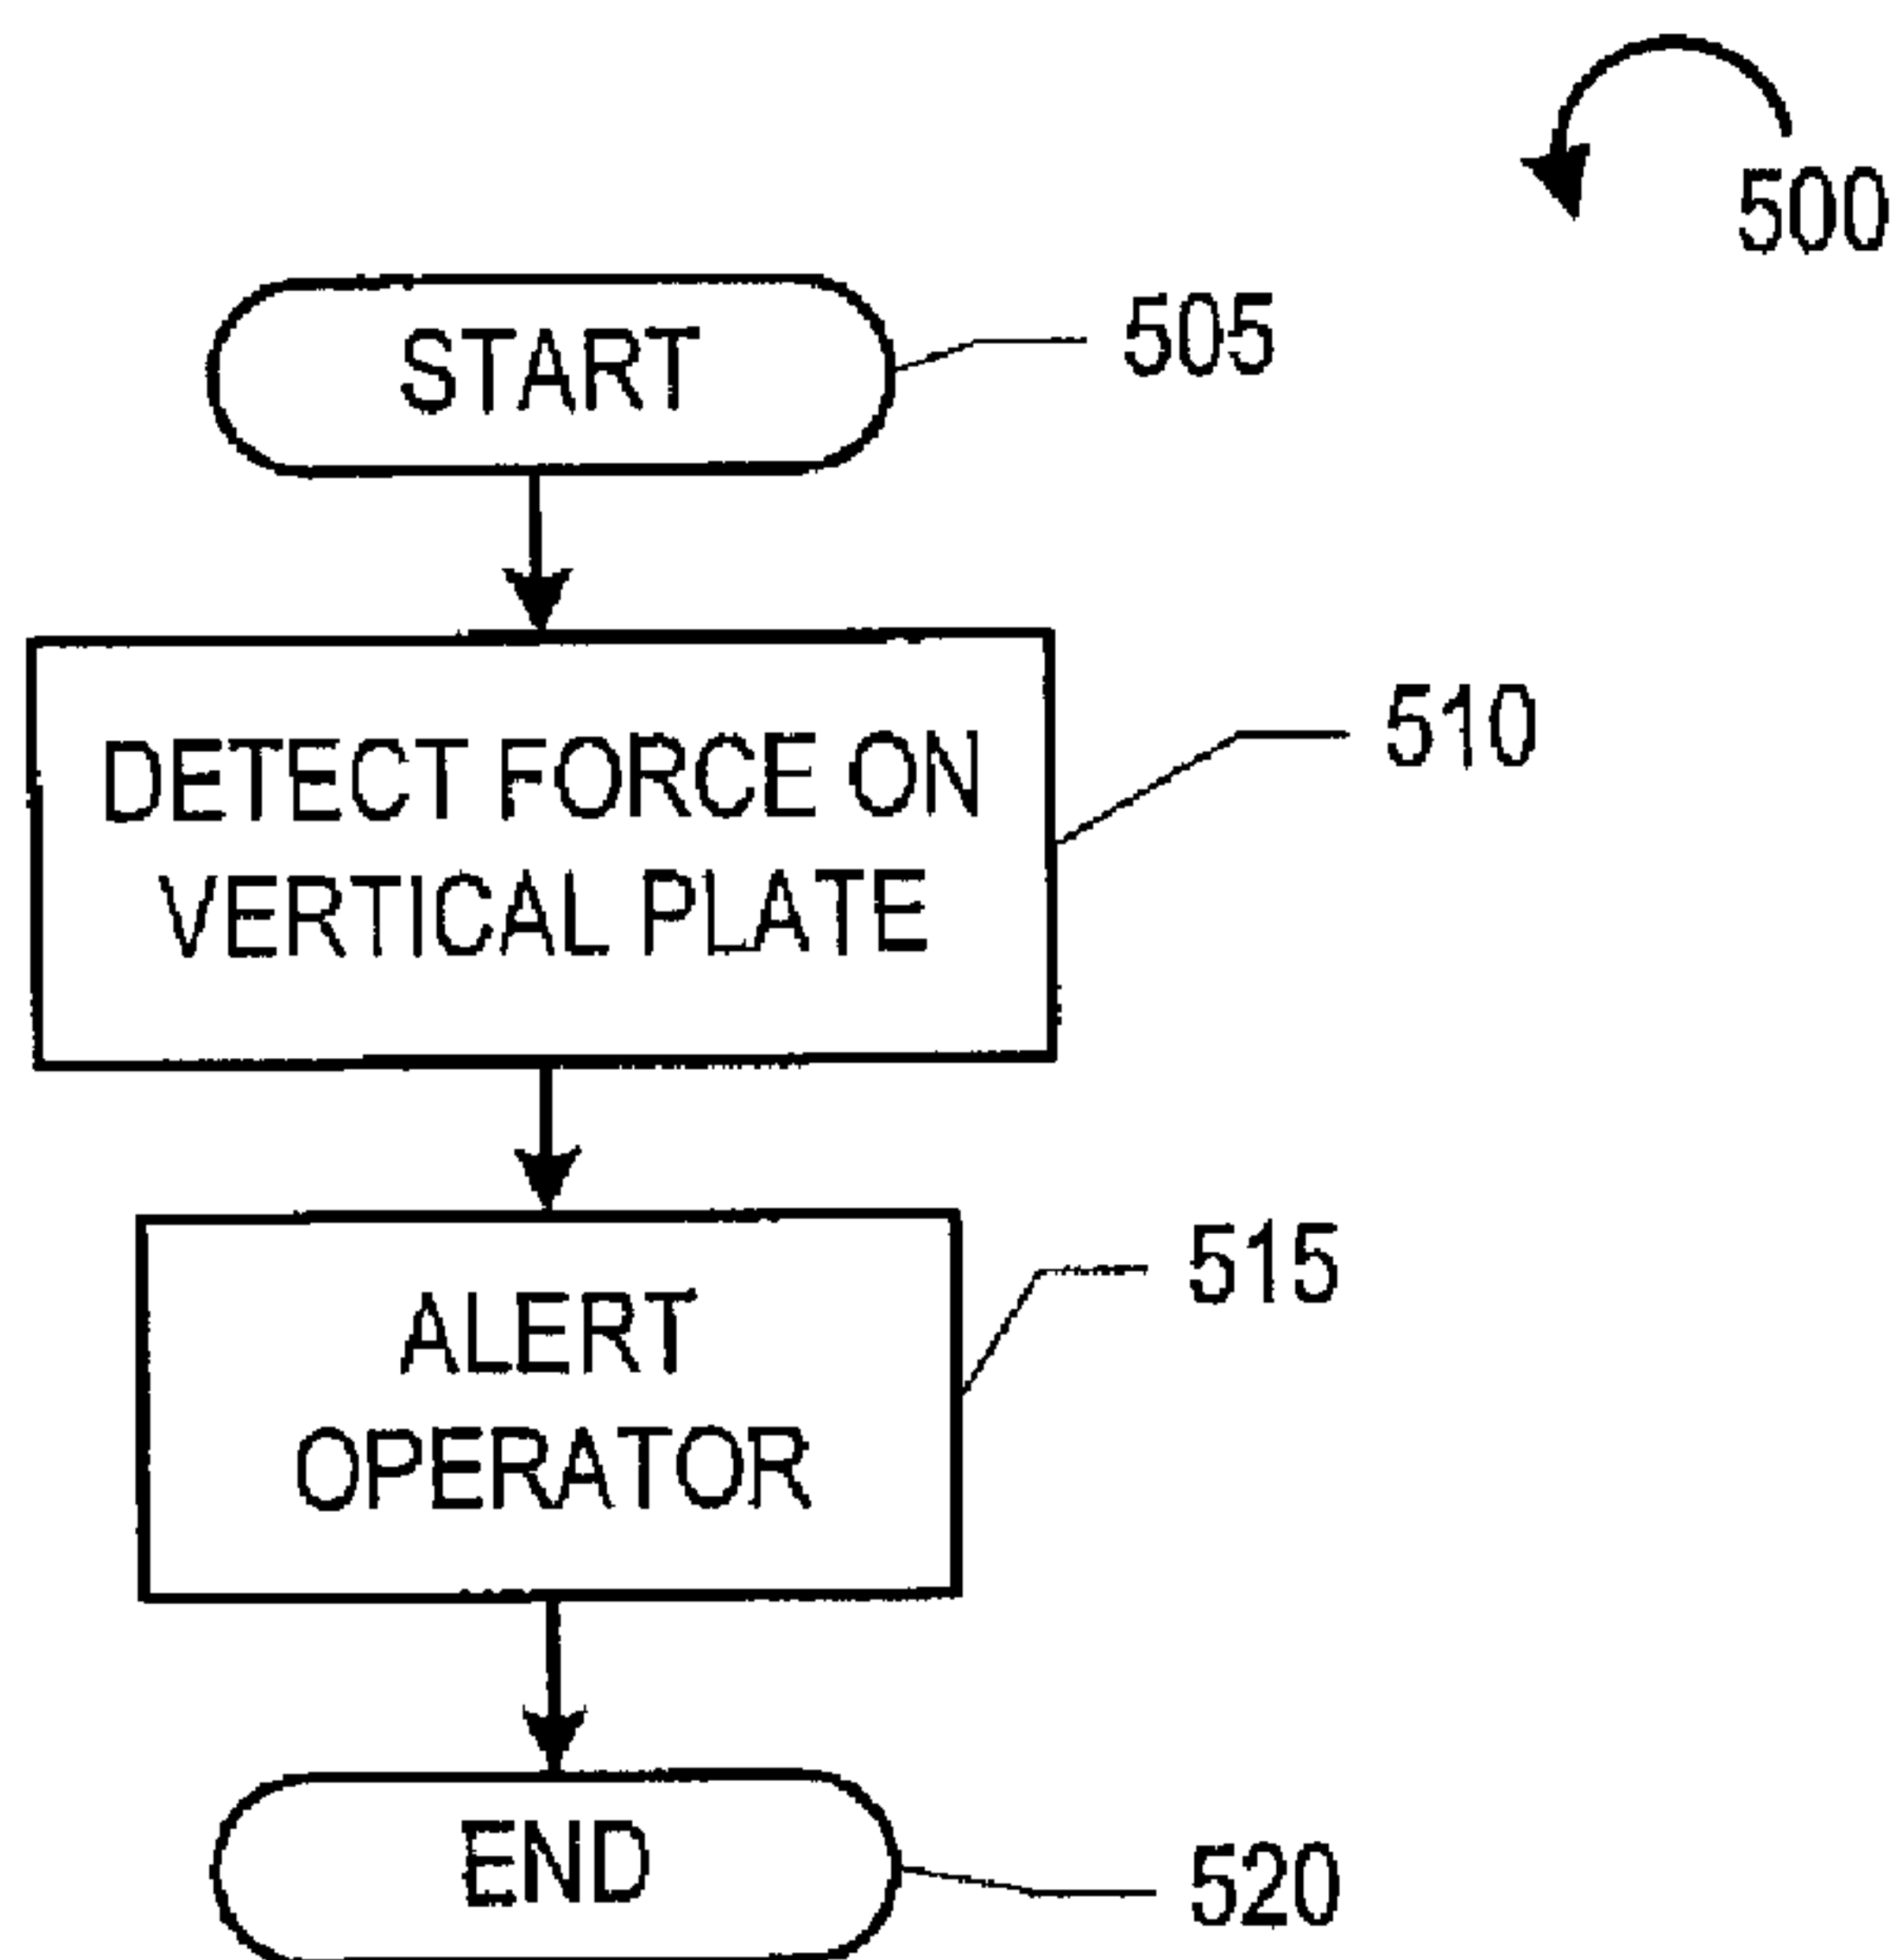 500
START
505
DETECT FORCE ON
VERTICAL PLATE
510
ALERT
OPERATOR
515
END
520